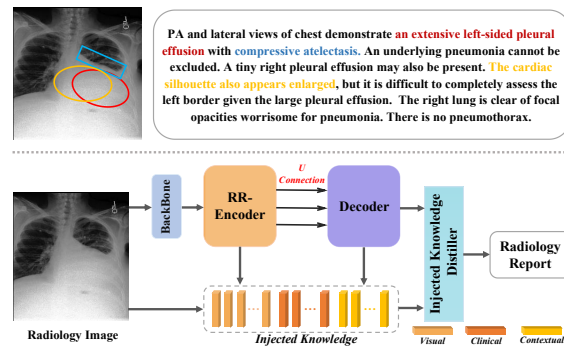 PA and lateral views of chest demonstrate an extensive left-sided pleural
effusion with compressive atelectasis. An underlying pneumonia cannot be
excluded. A tiny right pleural effusion may also be present. The cardiac
silhouette also appears enlarged, but it is difficult to completely assess the
left border given the large pleural effusion. The right lung is clear of focal
opacities worrisome for pneumonia. There is no pneumothorax.
BackBone
RR-
Encoder
U
Connection
Decoder
Injected Knowledge
Distiller
Radiology
Report
Radiology Image
Injected Knowledge
Visual
Clinical
Contextual